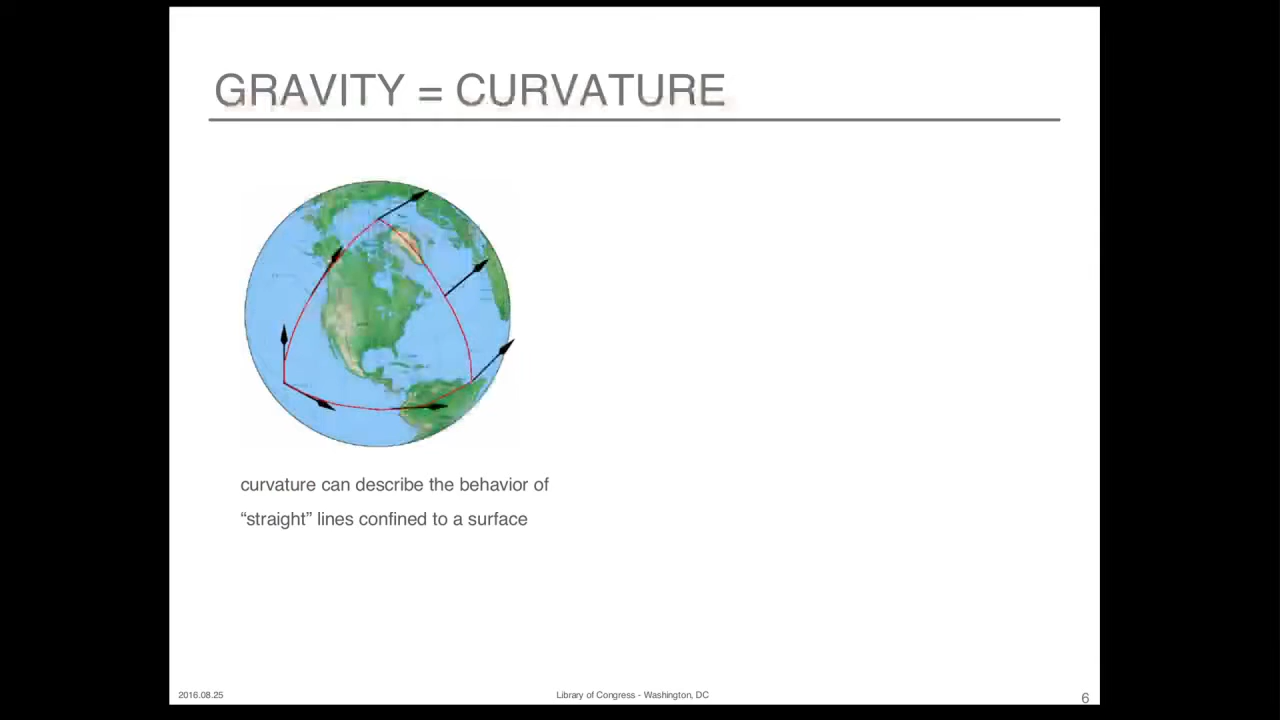 GRAVITY = CURVATURE
curvature can describe the behavior of
“straight” lines confined to a surface
2016.08.25
Library of Congress - Washington, DC
6